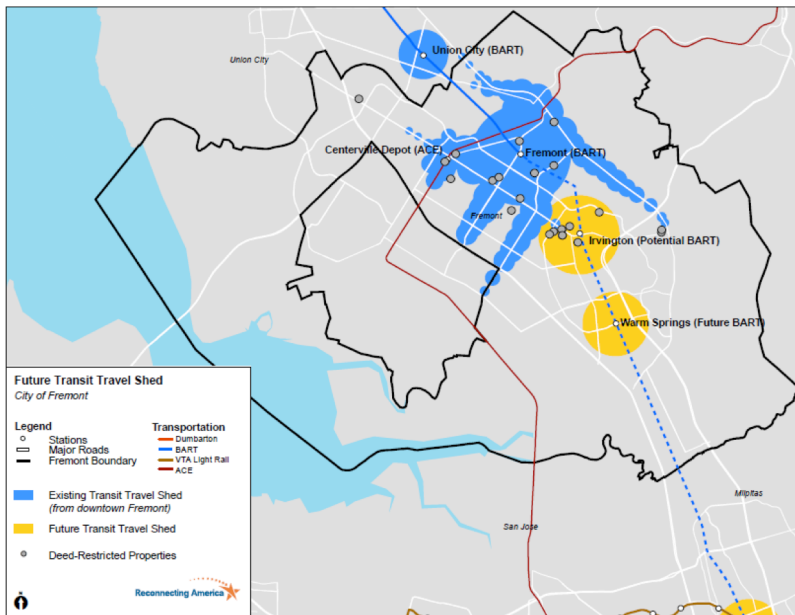 Union City (BART)
Union City
Centerville Depot (ACE)
Fremont (BART)
Fremont
Irvington (Potential BART)
Warm Springs (Future BART)
Milpitas
San Jose
Future Transit Travel Shed
City of Fremont
Legend
Stations
Major Roads
Fremont Boundary
Transportation
Dumbarton
BART
VTA Light Rail
ACE
Existing Transit Travel Shed
(from downtown Fremont)
Future Transit Travel Shed
Deed-Restricted Properties
Reconnecting America